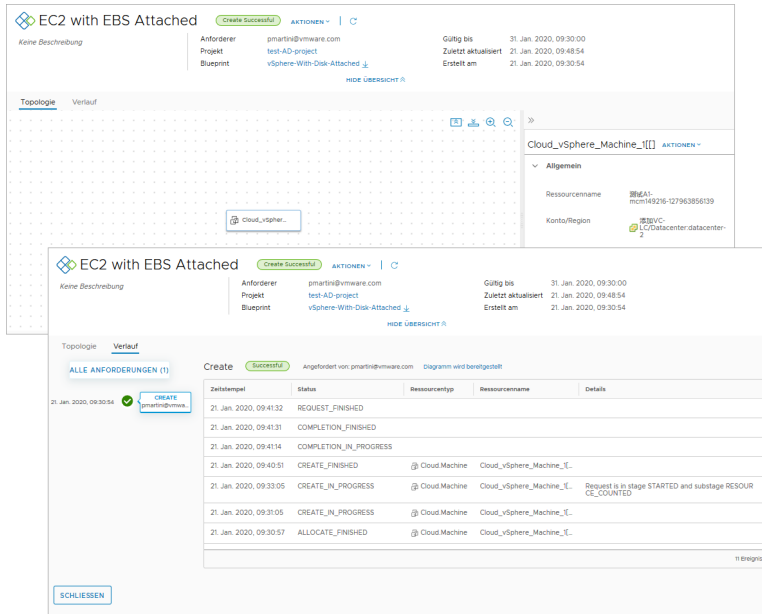 EC2 with EBS Attached Create Successful AKTIONEN
Keine Beschreibung
Anforderer pmartini@vmware.com Gültig bis 31. Jan. 2020, 09:30:00
Projekt test-AD-project Zuletzt aktualisiert 21. Jan. 2020, 09:48:54
Blueprint vSphere-With-Disk-Attached Erstellt am 21. Jan. 2020, 09:30:54
HIDE ÜBERSICHT
Topologie Verlauf
Cloud_vSpher...
Cloud_vSphere_Machine_1[[] AKTIONEN
Allgemein
Ressourcenname 测试A1-
mcm149216-127963856139
Konto/Region 添加VC-
LC/Datacenter:datacenter-
2
EC2 with EBS Attached Create Successful AKTIONEN
Keine Beschreibung
Anforderer pmartini@vmware.com Gültig bis 31. Jan. 2020, 09:30:00
Projekt test-AD-project Zuletzt aktualisiert 21. Jan. 2020, 09:48:54
Blueprint vSphere-With-Disk-Attached Erstellt am 21. Jan. 2020, 09:30:54
HIDE ÜBERSICHT
Topologie Verlauf
ALLE ANFORDERUNGEN (1)
21. Jan. 2020, 09:30:54 CREATE
pmartini@vmwa...
Create Successful Angefordert von: pmartini@vmware.com Diagramm wird bereitgestellt
Zeitstempel Status Ressourcentyp Ressourcenname Details
21. Jan. 2020, 09:41:32 REQUEST_FINISHED
21. Jan. 2020, 09:41:31 COMPLETION_FINISHED
21. Jan. 2020, 09:41:14 COMPLETION_IN_PROGRESS
21. Jan. 2020, 09:40:51 CREATE_FINISHED Cloud.Machine Cloud_vSphere_Machine_1[...
21. Jan. 2020, 09:33:05 CREATE_IN_PROGRESS Cloud.Machine Cloud_vSphere_Machine_1[... Request is in stage STARTED and substage RESOUR
CE_COUNTED
21. Jan. 2020, 09:31:05 CREATE_IN_PROGRESS Cloud.Machine Cloud_vSphere_Machine_1[...
21. Jan. 2020, 09:30:57 ALLOCATE_FINISHED Cloud.Machine Cloud_vSphere_Machine_1[...
11 Ereignis
SCHLIESSEN